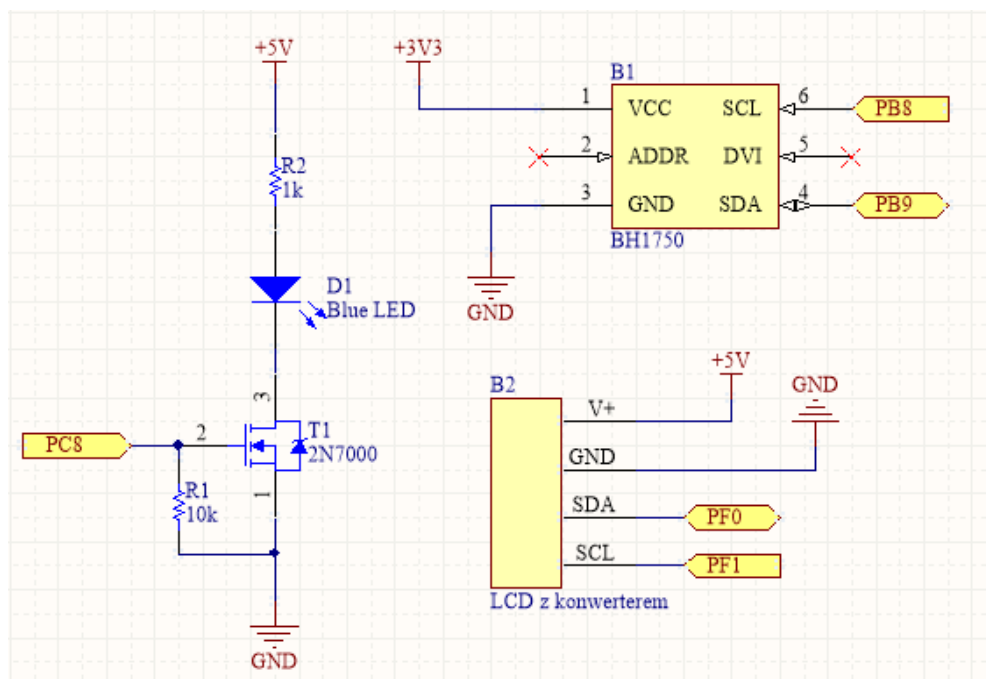 +5V
R2
1k
D1
Blue LED
3
PC8
2
T1
2N7000
R1
10k
1
GND
+3V3
B1
1
VCC
SCL
6
PB8
2
ADDR
DVI
5
3
GND
SDA
4
PB9
BH1750
GND
+5V
GND
B2
V+
GND
SDA
PF0
SCL
PF1
LCD z konwerterem